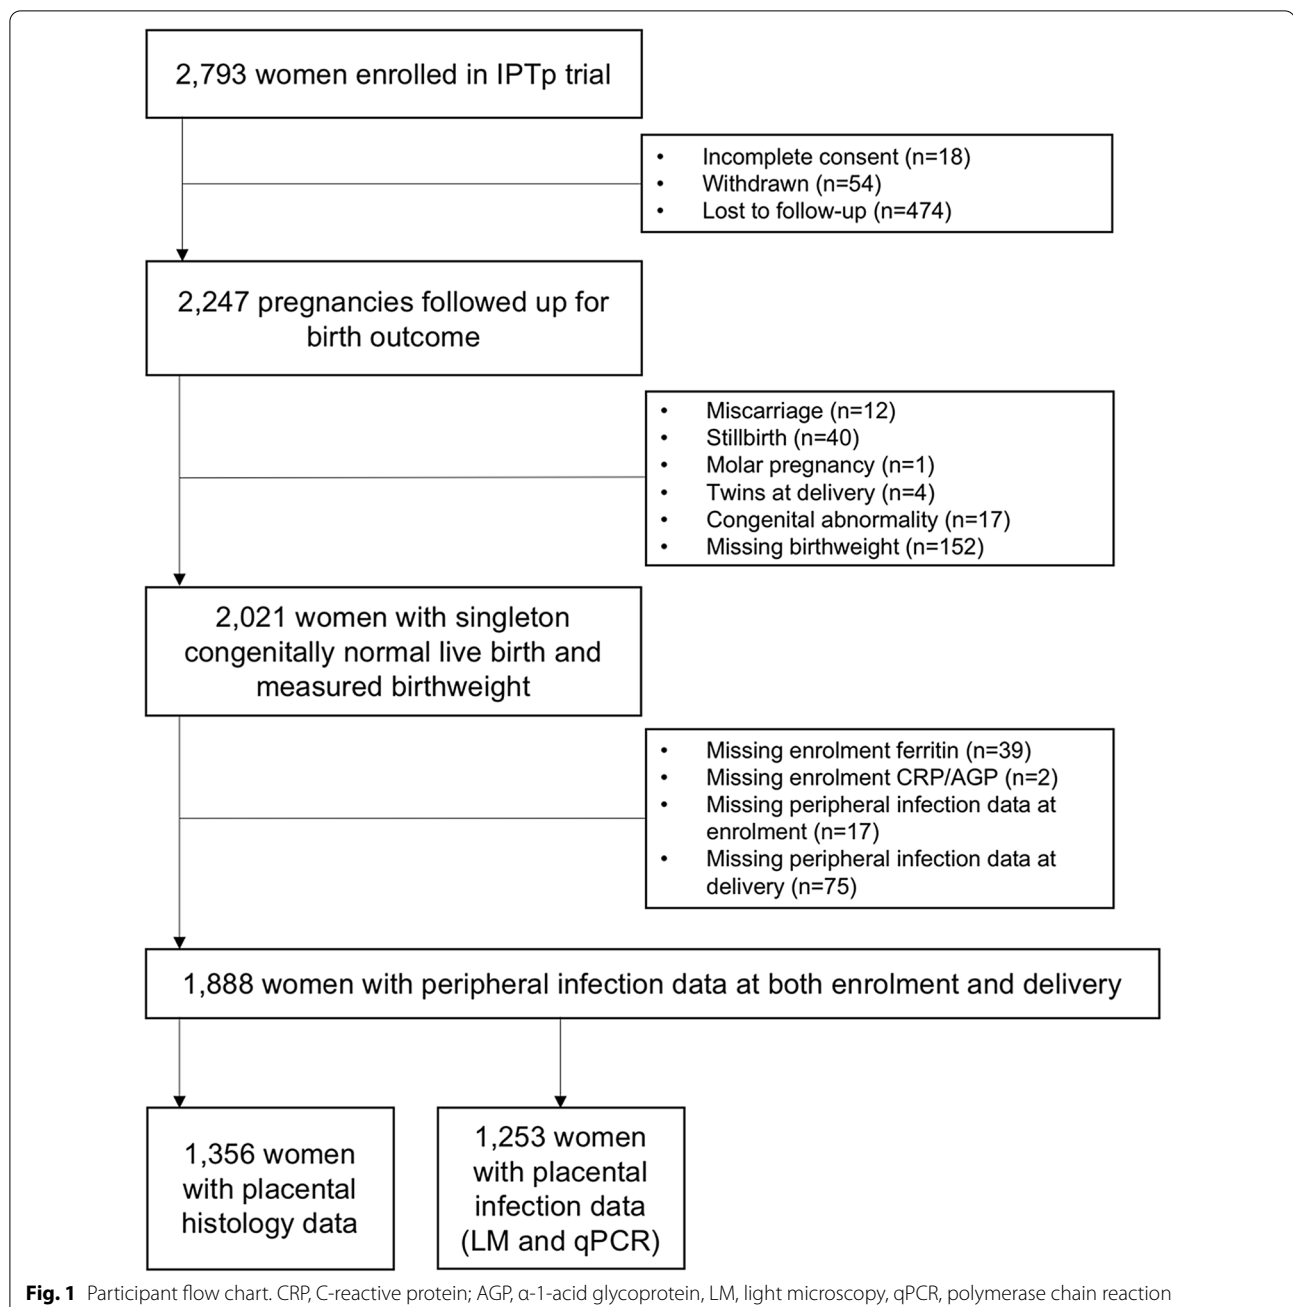 2,793 women enrolled in IPTp trial
• Incomplete consent (n=18)
• Withdrawn (n=54)
• Lost to follow-up (n=474)
2,247 pregnancies followed up for
birth outcome
• Miscarriage (n=12)
• Stillbirth (n=40)
• Molar pregnancy (n=1)
• Twins at delivery (n=4)
• Congenital abnormality (n=17)
• Missing birthweight (n=152)
2,021 women with singleton
congenitally normal live birth and
measured birthweight
• Missing enrolment ferritin (n=39)
• Missing enrolment CRP/AGP (n=2)
• Missing peripheral infection data at
enrolment (n=17)
• Missing peripheral infection data at
delivery (n=75)
1,888 women with peripheral infection data at both enrolment and delivery
1,356 women
with placental
histology data
1,253 women
with placental
infection data
(LM and qPCR)
Fig. 1 Participant flow chart. CRP, C-reactive protein; AGP, α-1-acid glycoprotein, LM, light microscopy, qPCR, polymerase chain reaction